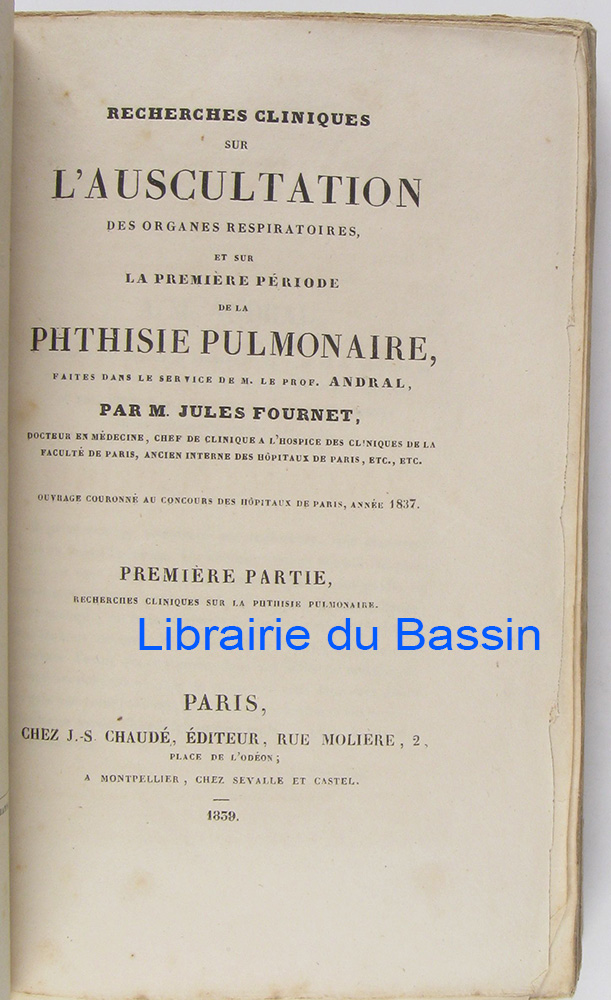 RECHERCHES CLINIQUES
SUR
L'AUSCULTATION
DES ORGANES RESPIRATOIRES,
ET SUR
LA PREMIÈRE PÉRIODE
DE LA
PHTHISIE PULMONAIRE,
FAITES DANS LE SERVICE DE M. LE PROF. ANDRAL,
PAR M. JULES FOURNET,
DOCTEUR EN MÉDECINE, CHEF DE CLINIQUE A L'HOSPICE DES CLINIQUES DE LA
FACULTÉ DE PARIS, ANCIEN INTERNE DES HÔPITAUX DE PARIS, ETC., ETC.
OUVRAGE COURONNÉ AU CONCOURS DES HÔPITAUX DE PARIS, ANNÉE 1837.
PREMIÈRE PARTIE,
RECHERCHES CLINIQUES SUR LA PHTHISIE PULMONAIRE.
Librairie du Bassin
PARIS,
CHEZ J.-S. CHAUDÉ, ÉDITEUR, RUE MOLIÈRE, 2,
PLACE DE L'ODÉON;
A MONTPELLIER, CHEZ SEVALLE ET CASTEL.
1839.